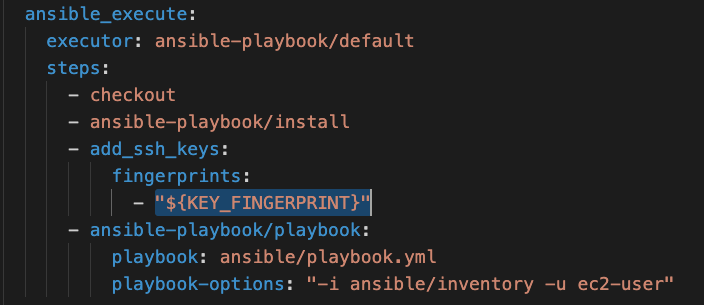 ansible_execute:
executor: ansible-playbook/default
steps:
- checkout
- ansible-playbook/install
- add_ssh_keys:
fingerprints:
- "${KEY_FINGERPRINT}"
- ansible-playbook/playbook:
playbook: ansible/playbook.yml
playbook-options: "-i ansible/inventory -u ec2-user"